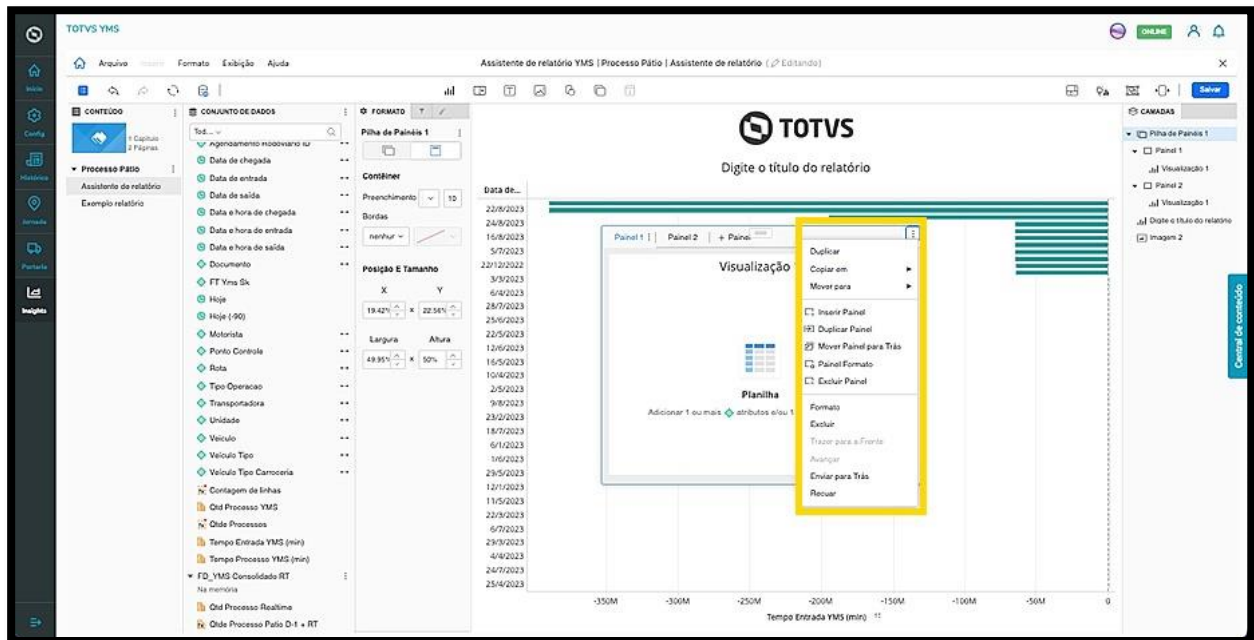 TOTVS YMS
ONLINE
Arquivo Formato Exibição Ajuda
Assistente de relatório YMS | Processo Pátio | Assistente de relatório ( Editando)
Salvar
Início
Config
Histórico
Jornada
Portaria
Insights
CONTEÚDO
1 Capítulo
2 Páginas
Processo Pátio
Assistente de relatório
Exemplo relatório
CONJUNTO DE DADOS
Tod...
Agendamento Rodoviário ID
Data de chegada
Data de entrada
Data de saída
Data e hora de chegada
Data e hora de entrada
Data e hora de saída
Documento
FT Yms Sk
Hoje
Hoje (-90)
Motorista
Ponto Controle
Rota
Tipo Operacao
Transportadora
Unidade
Veiculo
Veiculo Tipo
Veiculo Tipo Carroceria
Contagem de linhas
Qtd Processo YMS
Qtde Processos
Tempo Entrada YMS (min)
Tempo Processo YMS (min)
FD_YMS Consolidado RT
Na memória
Qtd Processo Realtime
Qtde Processo Patio D-1 + RT
FORMATO
Pilha de Painéis 1
Contêiner
Preenchimento
Bordas
nenhur
Posição E Tamanho
X Y
19.42% x 22.56%
Largura Altura
49.95% x 50%
TOTVS
Digite o título do relatório
Data de...
22/8/2023
24/8/2023
16/8/2023
5/7/2023
22/12/2022
3/3/2023
6/4/2023
28/7/2023
25/6/2023
22/5/2023
12/6/2023
16/5/2023
10/4/2023
2/5/2023
9/8/2023
23/2/2023
18/7/2023
6/1/2023
1/6/2023
29/5/2023
12/1/2023
11/5/2023
22/3/2023
6/7/2023
29/3/2023
4/4/2023
24/7/2023
25/4/2023
Painel 1 Painel 2 + Painel
Visualização
Planilha
Adicionar 1 ou mais atributos e/ou 1
Duplicar
Copiar em
Mover para
Inserir Painel
Duplicar Painel
Mover Painel para Trás
Painel Formato
Excluir Painel
Formato
Excluir
Trazer para a Frente
Avançar
Enviar para Trás
Recuar
-350M -300M -250M -200M -150M -100M -50M 0
Tempo Entrada YMS (min)
CAMADAS
Pilha de Painéis 1
Painel 1
Visualização 1
Painel 2
Visualização 1
Digite o título do relatório
Imagem 2
Central de conteúdo